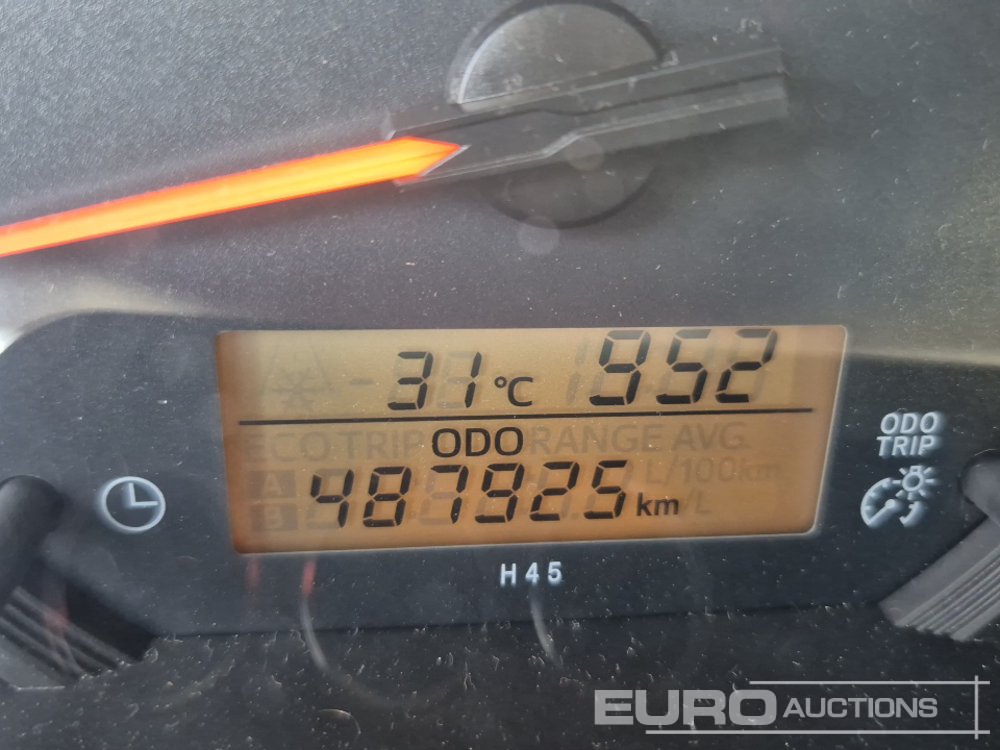 31 °C 952
ECO TRIP ODO RANGE AVG.
A L/100km
487925 km
B /L
ODO
TRIP
H45
EURO AUCTIONS